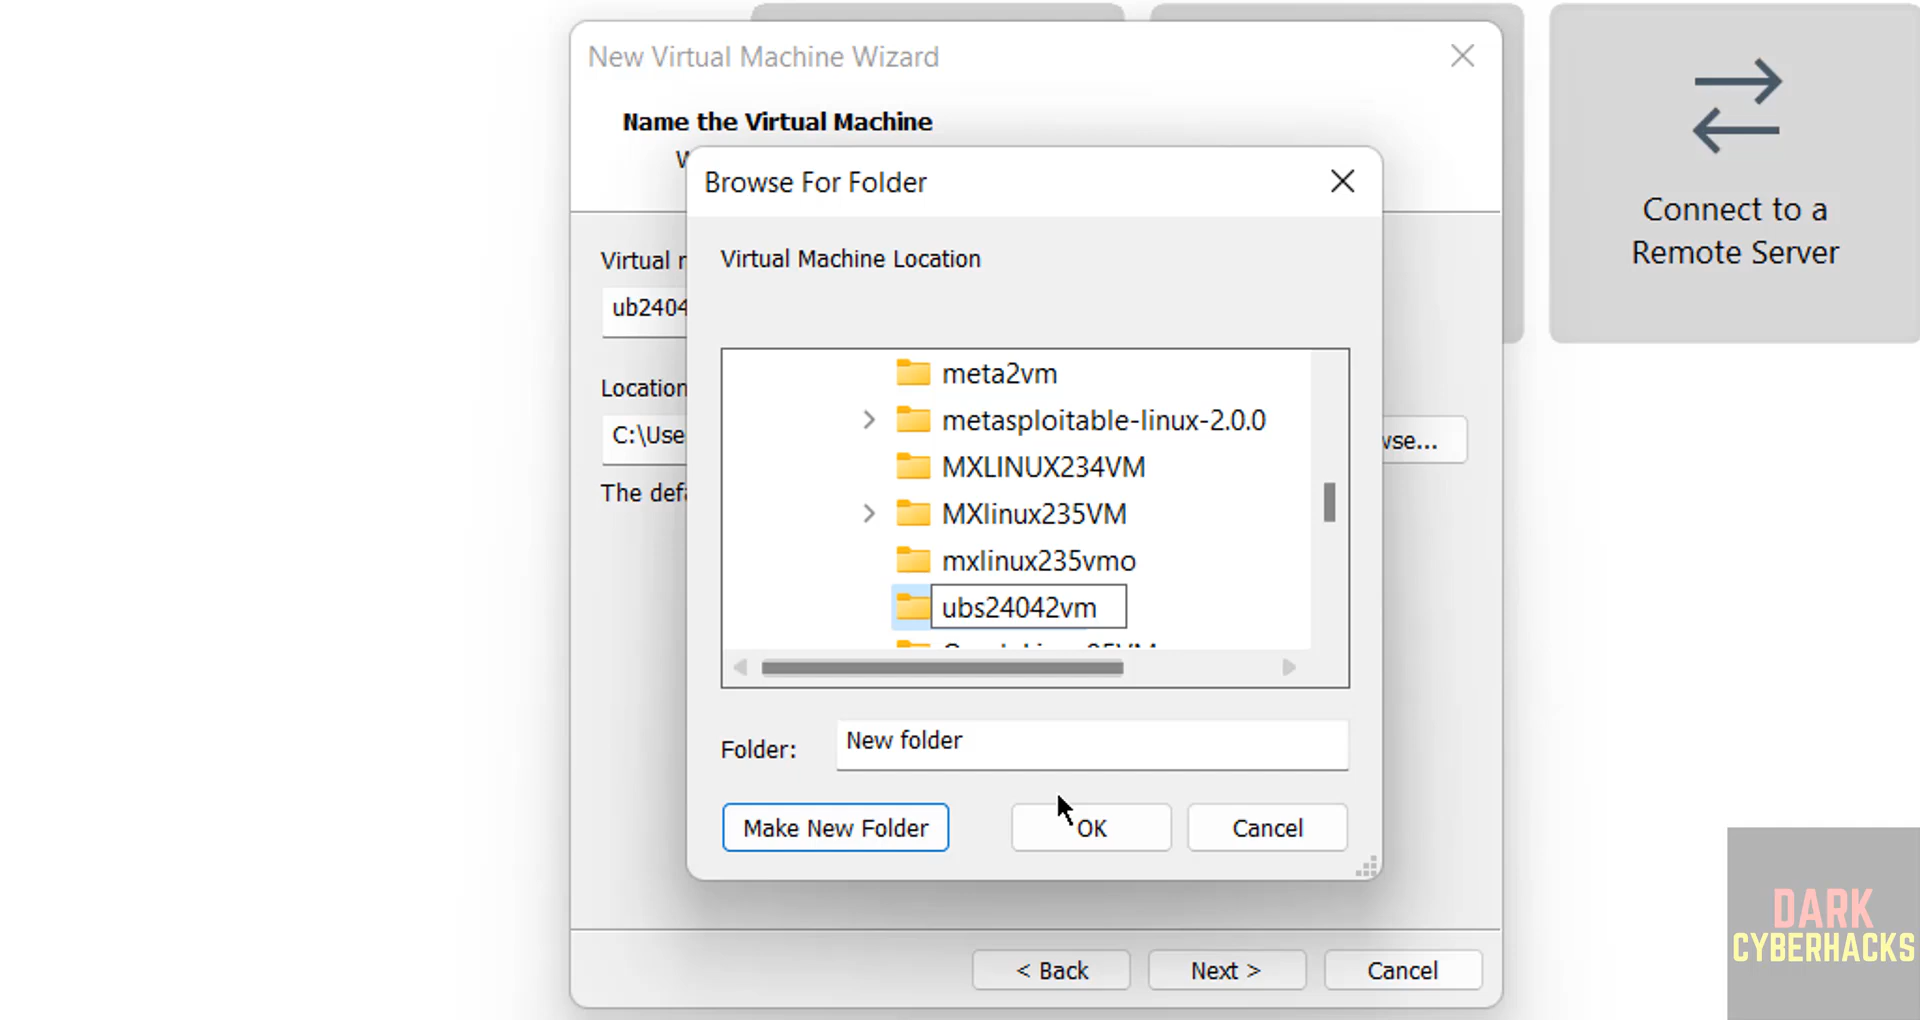 New Virtual Machine Wizard
Name the Virtual Machine
Browse For Folder
Virtual Machine Location
Virtual
ub2404
Location
C:\Use
The
meta2vm
metasploitable-linux-2.0.0
MXLINUX234VM
MXlinux235VM
mxlinux235vmo
ubs24042vm
Folder:
New folder
Make New Folder
OK
Cancel
< Back
Next >
Cancel
Connect to a
Remote Server
DARK
CYBERHACKS